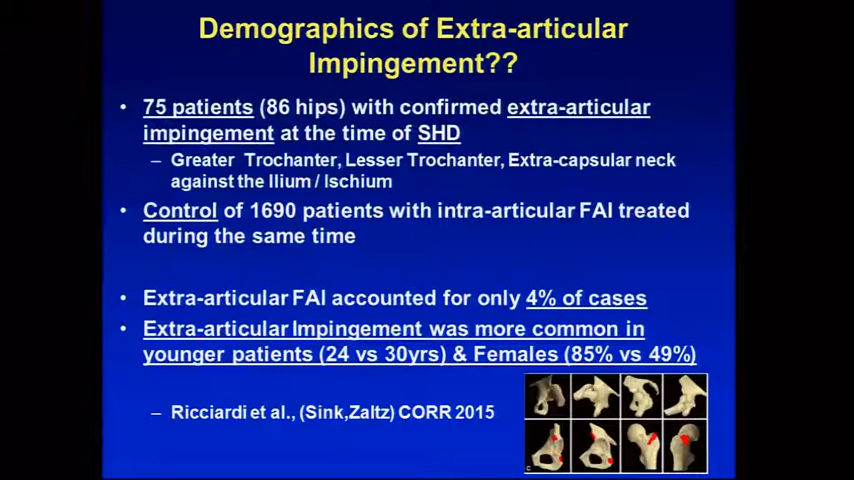 Demographics of Extra-articular
Impingement??
• 75 patients (86 hips) with confirmed extra-articular
impingement at the time of SHD
– Greater Trochanter, Lesser Trochanter, Extra-capsular neck
against the Ilium / Ischium
• Control of 1690 patients with intra-articular FAI treated
during the same time
• Extra-articular FAI accounted for only 4% of cases
• Extra-articular Impingement was more common in
younger patients (24 vs 30yrs) & Females (85% vs 49%)
– Ricciardi et al., (Sink,Zaltz) CORR 2015
c